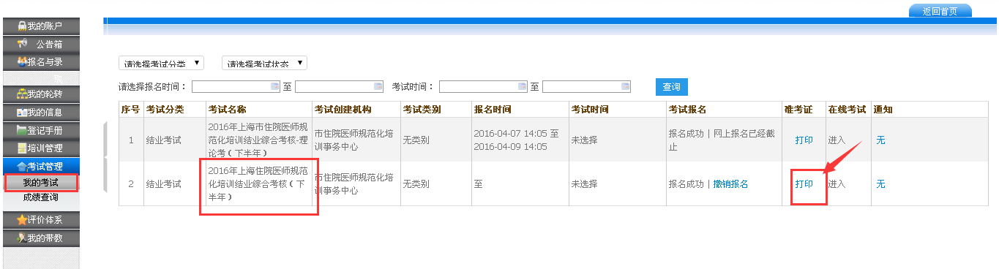 返回首页
我的账户
公告箱
报名与录
取
我的轮转
我的信息
登记手册
培训管理
考试管理
我的考试
成绩查询
评价体系
我的带教
请选择考试分类
请选择考试状态
请选择报名时间： 至 考试时间： 至 查询
序号 考试分类 考试名称 考试创建机构 考试类别 报名时间 考试时间 考试报名 准考证 在线考试 通知
1 结业考试
2016年上海市住院医师规
范化培训结业综合考核-理
论考（下半年）
市住院医师规范化培
训事务中心
无类别
2016-04-07 14:05 至
2016-04-09 14:05
未选择
报名成功 | 网上报名已经截
止
打印 进入 无
2 结业考试
2016年上海住院医师规范
化培训结业综合考核（下
半年）
市住院医师规范化培
训事务中心
无类别 至 未选择 报名成功 | 撤销报名 打印 进入 无